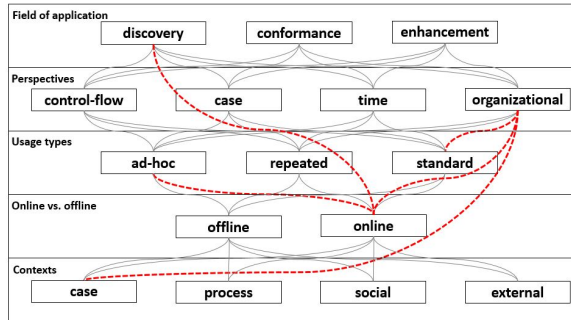 Field of application
discovery conformance enhancement
Perspectives
control-flow case time organizational
Usage types
ad-hoc repeated standard
Online vs. offline
offline online
Contexts
case process social external